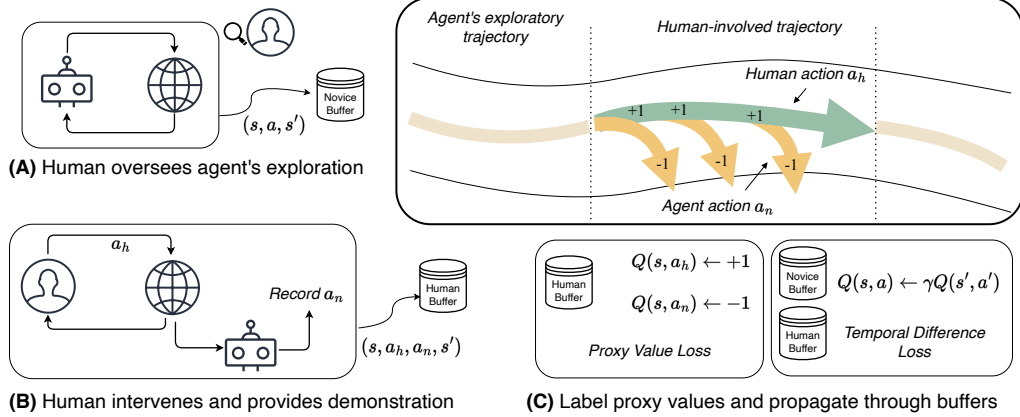 Novice
Buffer
(s, a, s′)
(A) Human oversees agent's exploration
Agent's exploratory
trajectory
Human-involved trajectory
Human action a_h
+1
+1
+1
-1
-1
-1
Agent action a_n
a_h
Record a_n
Human
Buffer
(s, a_h, a_n, s′)
(B) Human intervenes and provides demonstration
Human
Buffer
Q(s, a_h) ← +1
Q(s, a_n) ← −1
Proxy Value Loss
Novice
Buffer
Q(s, a) ← γQ(s′, a′)
Human
Buffer
Temporal Difference
Loss
(C) Label proxy values and propagate through buffers